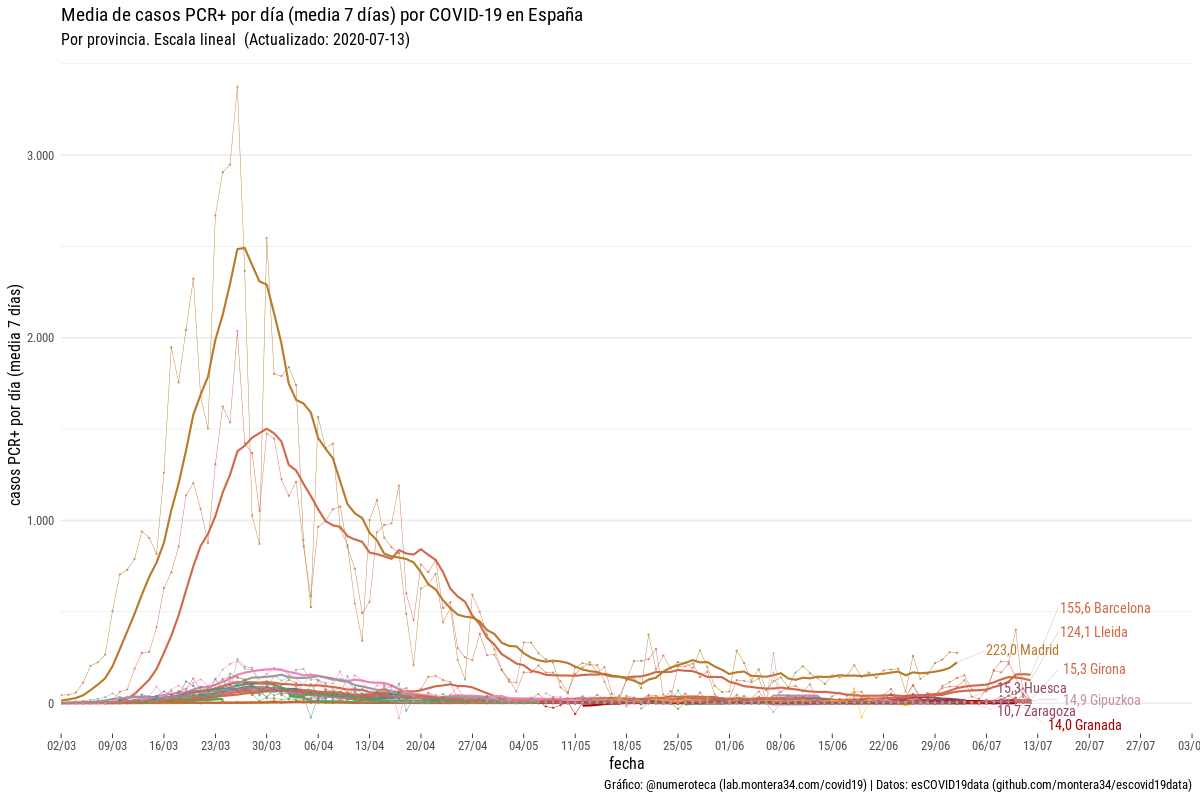 Media de casos PCR+ por día (media 7 días) por COVID-19 en España
Por provincia. Escala lineal (Actualizado: 2020-07-13)
casos PCR+ por día (media 7 días)
3.000
2.000
1.000
0
155,6 Barcelona
124,1 Lleida
223,0 Madrid
15,3 Girona
15,3 Huesca
14,9 Gipuzkoa
10,7 Zaragoza
14,0 Granada
02/03 09/03 16/03 23/03 30/03 06/04 13/04 20/04 27/04 04/05 11/05 18/05 25/05 01/06 08/06 15/06 22/06 29/06 06/07 13/07 20/07 27/07 03/0
fecha
Gráfico: @numeroteca (lab.montera34.com/covid19) | Datos: esCOVID19data (github.com/montera34/escovid19data)